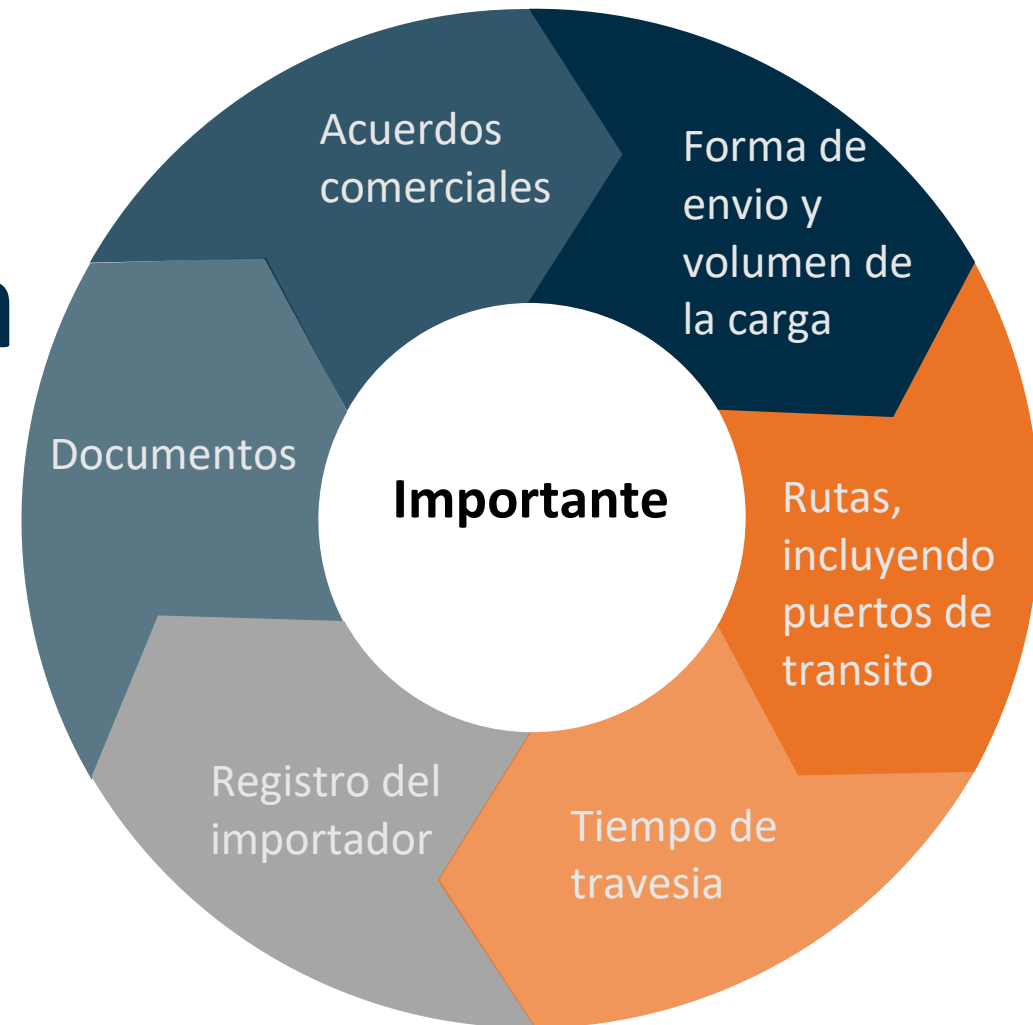 Acuerdos
comerciales
Forma de
envio y
volumen de
la carga
Documentos
Importante
Rutas,
incluyendo
puertos de
transito
Registro del
importador
Tiempo de
travesia